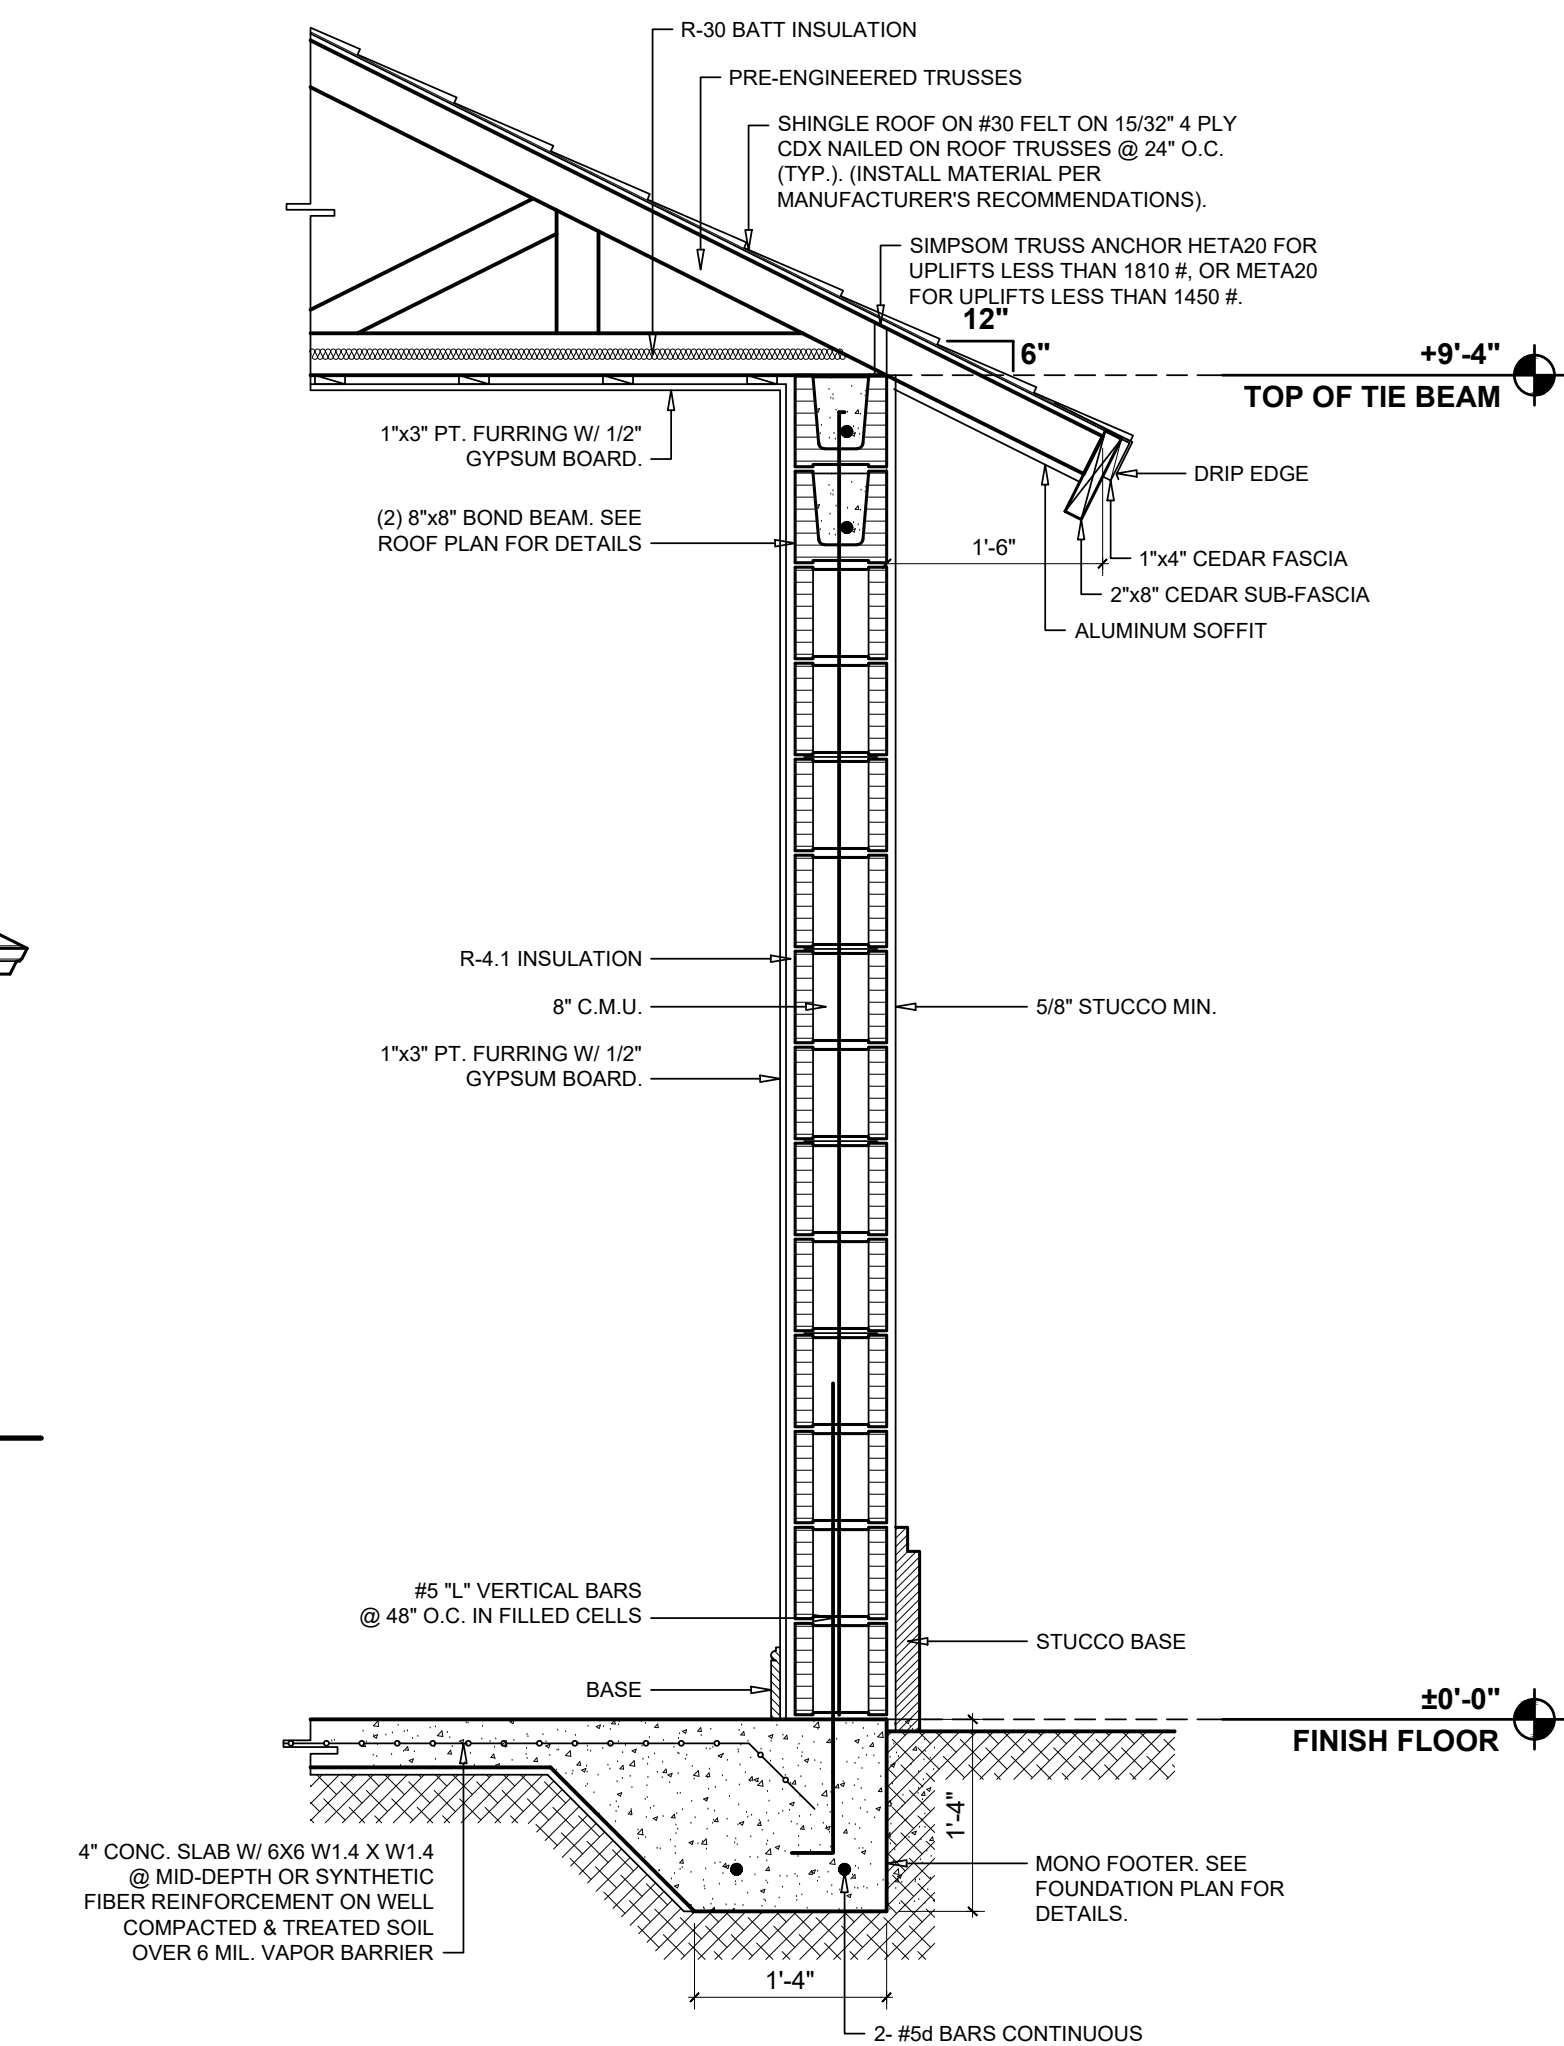 R-30 BATT INSULATION
PRE-ENGINEERED TRUSSES
SHINGLE ROOF ON #30 FELT ON 15/32" 4 PLY
CDX NAILED ON ROOF TRUSSES @ 24" O.C.
(TYP.). (INSTALL MATERIAL PER
MANUFACTURER'S RECOMMENDATIONS).
SIMPSOM TRUSS ANCHOR HETA20 FOR
UPLIFTS LESS THAN 1810 #, OR META20
FOR UPLIFTS LESS THAN 1450 #.
12"
6"
+9'-4"
TOP OF TIE BEAM
1"x3" PT. FURRING W/ 1/2"
GYPSUM BOARD.
DRIP EDGE
(2) 8"x8" BOND BEAM. SEE
ROOF PLAN FOR DETAILS
1'-6"
1"x4" CEDAR FASCIA
2"x8" CEDAR SUB-FASCIA
ALUMINUM SOFFIT
R-4.1 INSULATION
8" C.M.U.
5/8" STUCCO MIN.
1"x3" PT. FURRING W/ 1/2"
GYPSUM BOARD.
#5 "L" VERTICAL BARS
@ 48" O.C. IN FILLED CELLS
STUCCO BASE
BASE
±0'-0"
FINISH FLOOR
1'-4"
4" CONC. SLAB W/ 6X6 W1.4 X W1.4
@ MID-DEPTH OR SYNTHETIC
FIBER REINFORCEMENT ON WELL
COMPACTED & TREATED SOIL
OVER 6 MIL. VAPOR BARRIER
MONO FOOTER. SEE
FOUNDATION PLAN FOR
DETAILS.
1'-4"
2- #5d BARS CONTINUOUS